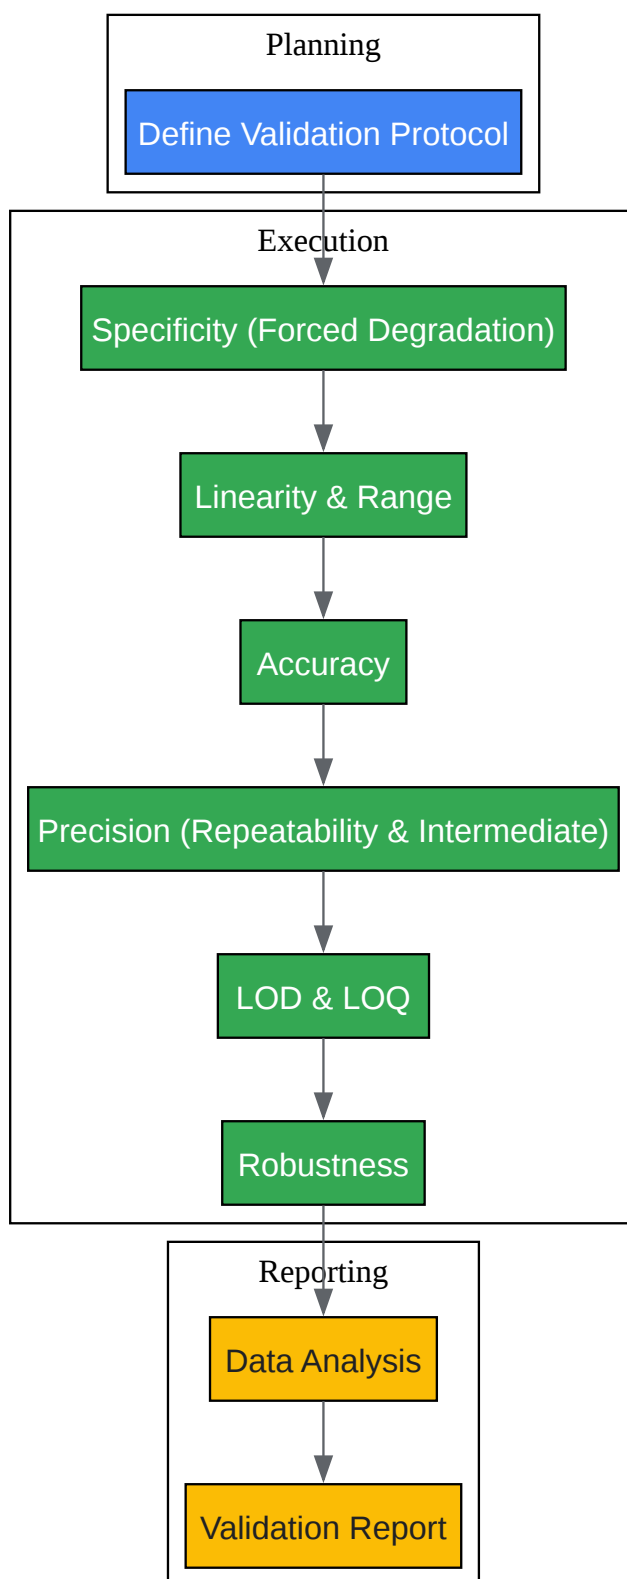 Planning
Define Validation Protocol
Execution
Specificity (Forced Degradation)
Linearity & Range
Accuracy
Precision (Repeatability & Intermediate)
LOD & LOQ
Robustness
Reporting
Data Analysis
Validation Report